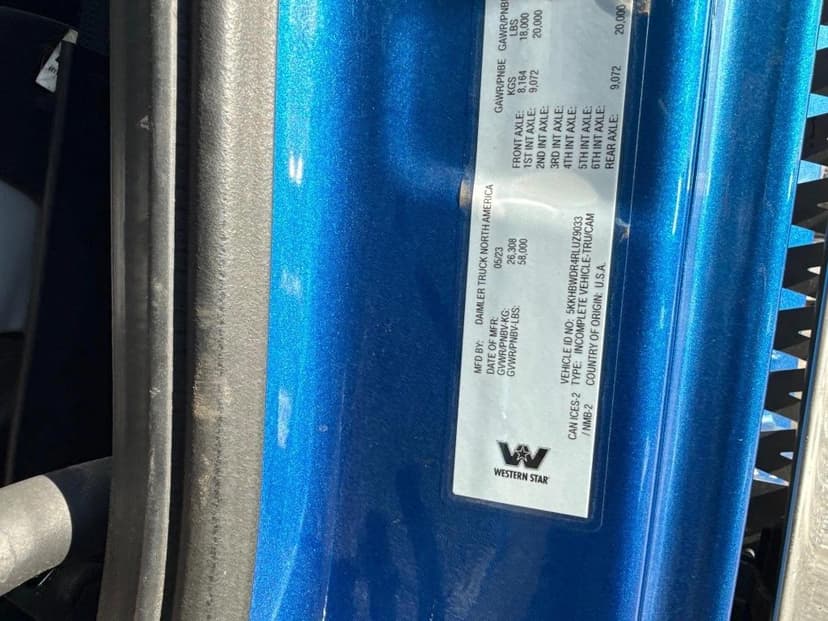 WESTERN STAR
MFD BY: DAIMLER TRUCK NORTH AMERICA
DATE OF MFR: 05/23
GVWR/PNBV-KG: 26,308
GVWR/PNBV-LBS: 58,000
GAWR/PNBE GAWR/PNBE
KGS LBS
FRONT AXLE: 8,164 18,000
1ST INT AXLE: 9,072 20,000
2ND INT AXLE:
3RD INT AXLE:
4TH INT AXLE:
5TH INT AXLE:
6TH INT AXLE:
REAR AXLE: 9,072 20,000
CAN ICES-2
/ NMB-2
VEHICLE ID NO: 5KKHBWDR4RLUZ9033
TYPE: INCOMPLETE VEHICLE-TRU/CAM
COUNTRY OF ORIGIN: U.S.A.